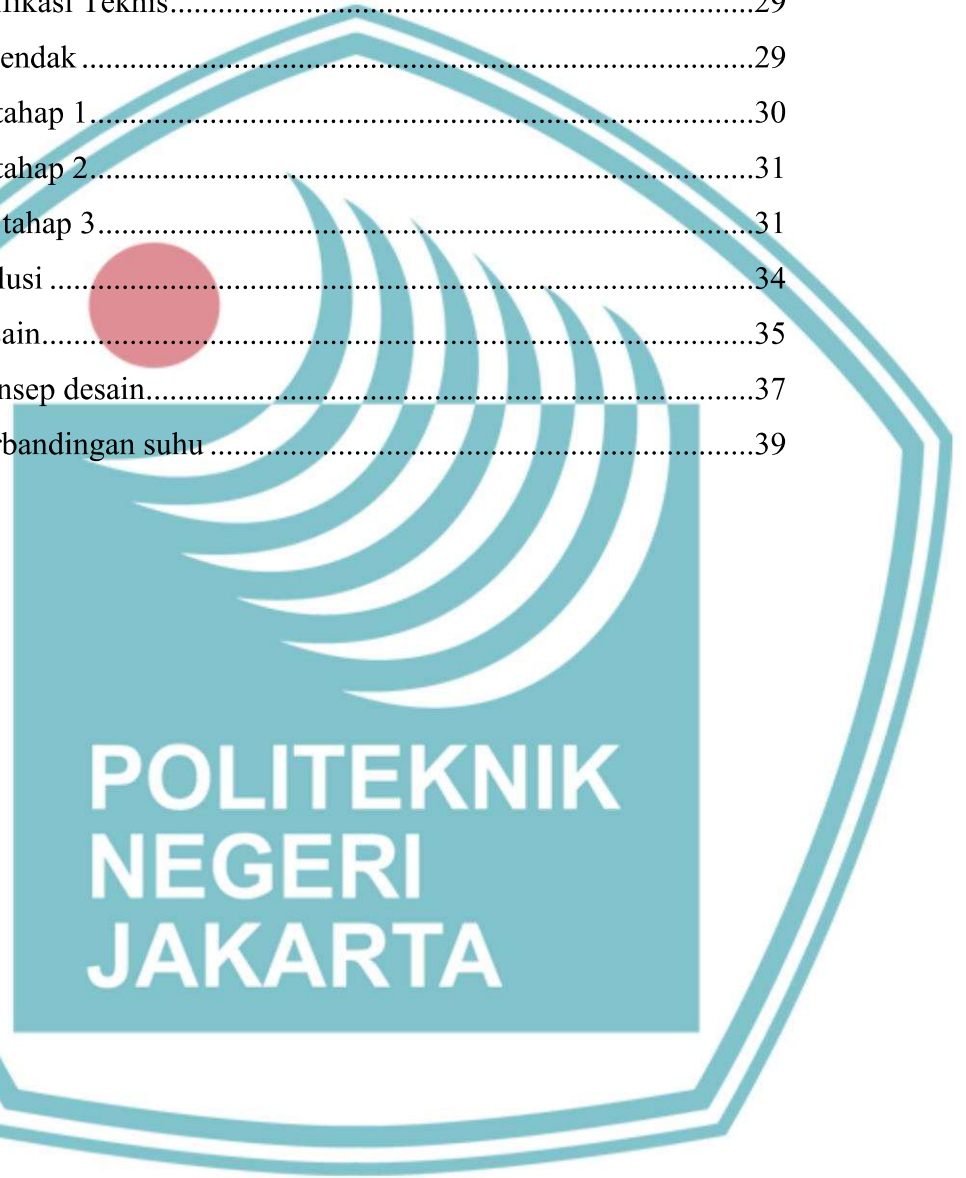 fikasi Teknis....................................................................29
endak....................................................................29
tahap 1....................................................................30
tahap 2....................................................................31
tahap 3....................................................................31
lusi....................................................................34
ain....................................................................35
nsep desain....................................................................37
rbandingan suhu....................................................................39
POLITEKNIK
NEGERI
JAKARTA